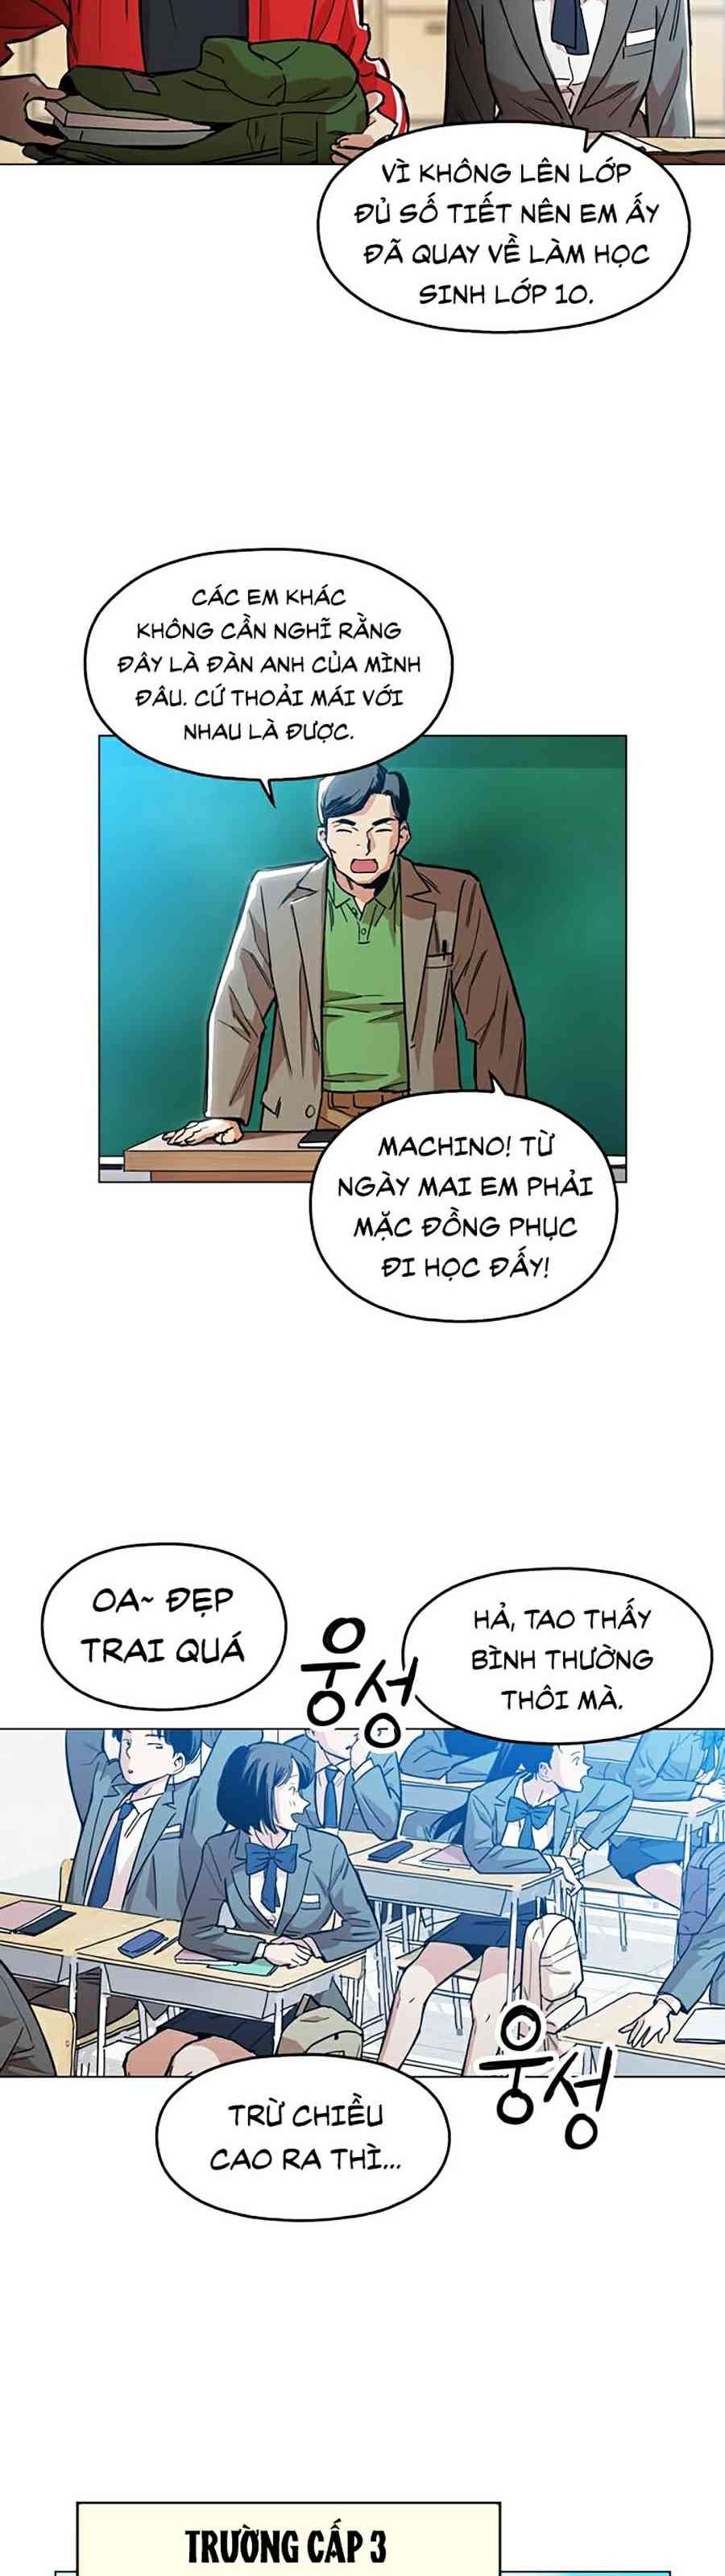 VÌ KHÔNG LÊN LỚP
ĐỦ SỐ TIẾT NÊN EM ẤY
ĐÃ QUAY VỀ LÀM HỌC
SINH LỚP 10.
CÁC EM KHÁC
KHÔNG CẦN NGHĨ RẰNG
ĐÂY LÀ ĐÀN ANH CỦA MÌNH
ĐÂU. CỨ THOẢI MÁI VỚI
NHAU LÀ ĐƯỢC.
MACHINO! TỪ
NGÀY MAI EM PHẢI
MẶC ĐỒNG PHỤC
ĐI HỌC ĐẤY!
OA~ ĐẸP
TRAI QUÁ
웅성
HẢ, TAO THẤY
BÌNH THƯỜNG
THÔI MÀ.
웅성
TRỪ CHIỀU
CAO RA THÌ...
TRƯỜNG CẤP 3